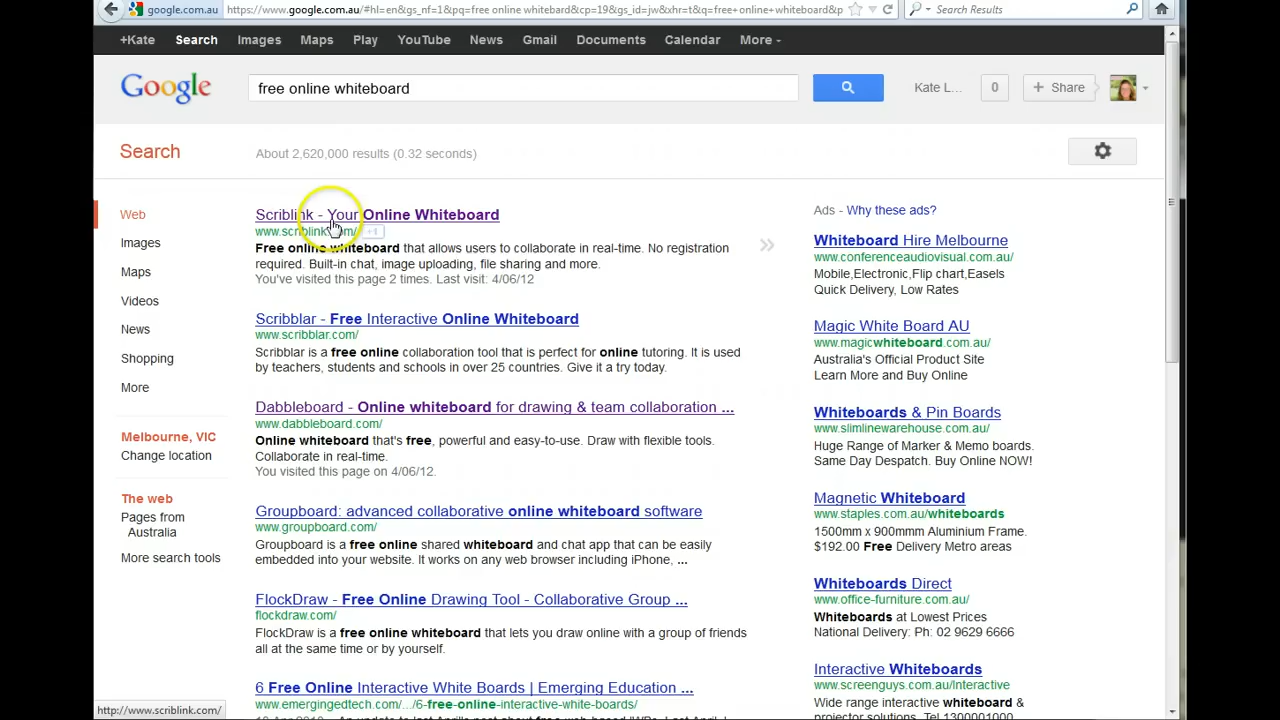 google.com.au https://www.google.com.au/#hl=en&gs_nf=1&pq=free online whitebard&cp=19&gs_id=jw&xhr=t&q=free+online+whiteboard&p Search Results
+Kate Search Images Maps Play YouTube News Gmail Documents Calendar More
Google free online whiteboard Kate L... 0 + Share
Search About 2,620,000 results (0.32 seconds)
Web
Images
Maps
Videos
News
Shopping
More
Melbourne, VIC
Change location
The web
Pages from
Australia
More search tools
Scriblink - Your Online Whiteboard
www.scriblink.com/ +1
Free online whiteboard that allows users to collaborate in real-time. No registration
required. Built-in chat, image uploading, file sharing and more.
You've visited this page 2 times. Last visit: 4/06/12
Scribblar - Free Interactive Online Whiteboard
www.scribblar.com/
Scribblar is a free online collaboration tool that is perfect for online tutoring. It is used
by teachers, students and schools in over 25 countries. Give it a try today.
Dabbleboard - Online whiteboard for drawing & team collaboration ...
www.dabbleboard.com/
Online whiteboard that's free, powerful and easy-to-use. Draw with flexible tools.
Collaborate in real-time.
You visited this page on 4/06/12.
Groupboard: advanced collaborative online whiteboard software
www.groupboard.com/
Groupboard is a free online shared whiteboard and chat app that can be easily
embedded into your website. It works on any web browser including iPhone, ...
FlockDraw - Free Online Drawing Tool - Collaborative Group ...
flockdraw.com/
FlockDraw is a free online whiteboard that lets you draw online with a group of friends
all at the same time or by yourself.
6 Free Online Interactive White Boards | Emerging Education ...
www.emergingedtech.com/.../6-free-online-interactive-white-boards/
Ads - Why these ads?
Whiteboard Hire Melbourne
www.conferenceaudiovisual.com.au/
Mobile,Electronic,Flip chart,Easels
Quick Delivery, Low Rates
Magic White Board AU
www.magicwhiteboard.com.au/
Australia's Official Product Site
Learn More and Buy Online
Whiteboards & Pin Boards
www.slimlinewarehouse.com.au/
Huge Range of Marker & Memo boards.
Same Day Despatch. Buy Online NOW!
Magnetic Whiteboard
www.staples.com.au/whiteboards
1500mm x 900mmm Aluminium Frame.
$192.00 Free Delivery Metro areas
Whiteboards Direct
www.office-furniture.com.au/
Whiteboards at Lowest Prices
National Delivery: Ph: 02 9629 6666
Interactive Whiteboards
www.screenguys.com.au/Interactive
Wide range interactive whiteboard &
projector solutions. Tel 1300001000
http://www.scriblink.com/